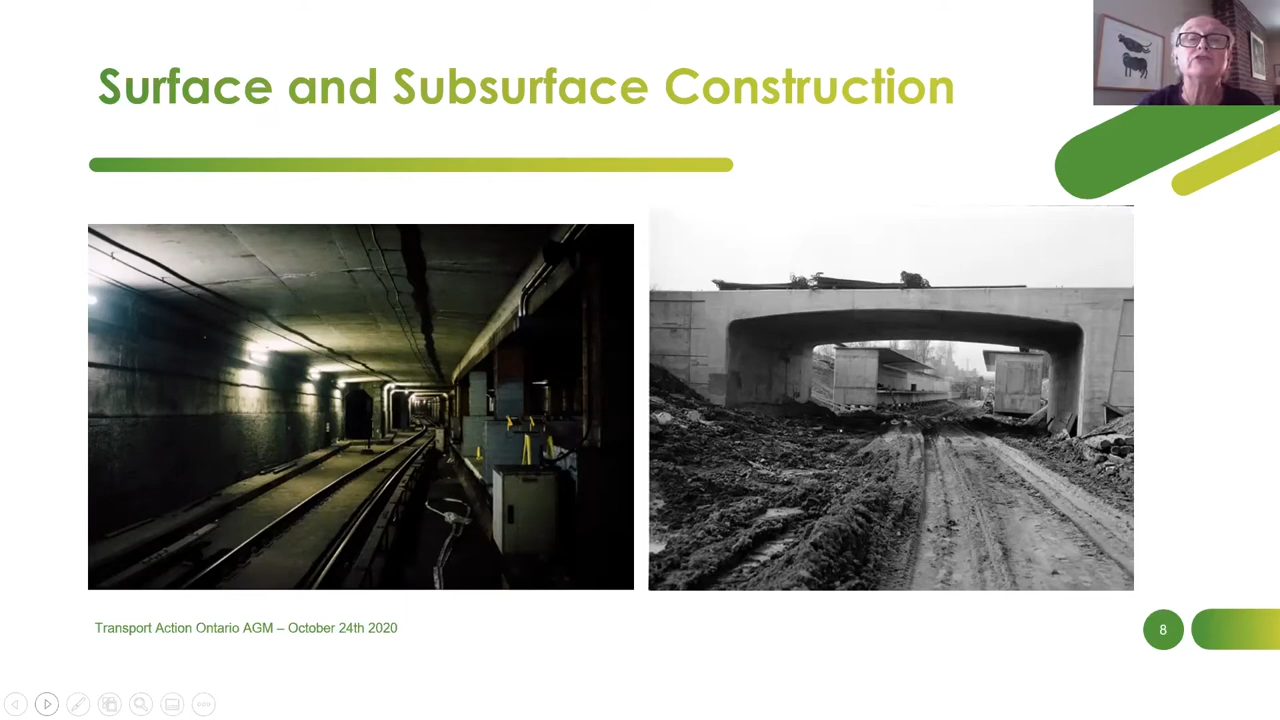 Surface and Subsurface Construction
Transport Action Ontario AGM – October 24th 2020
8